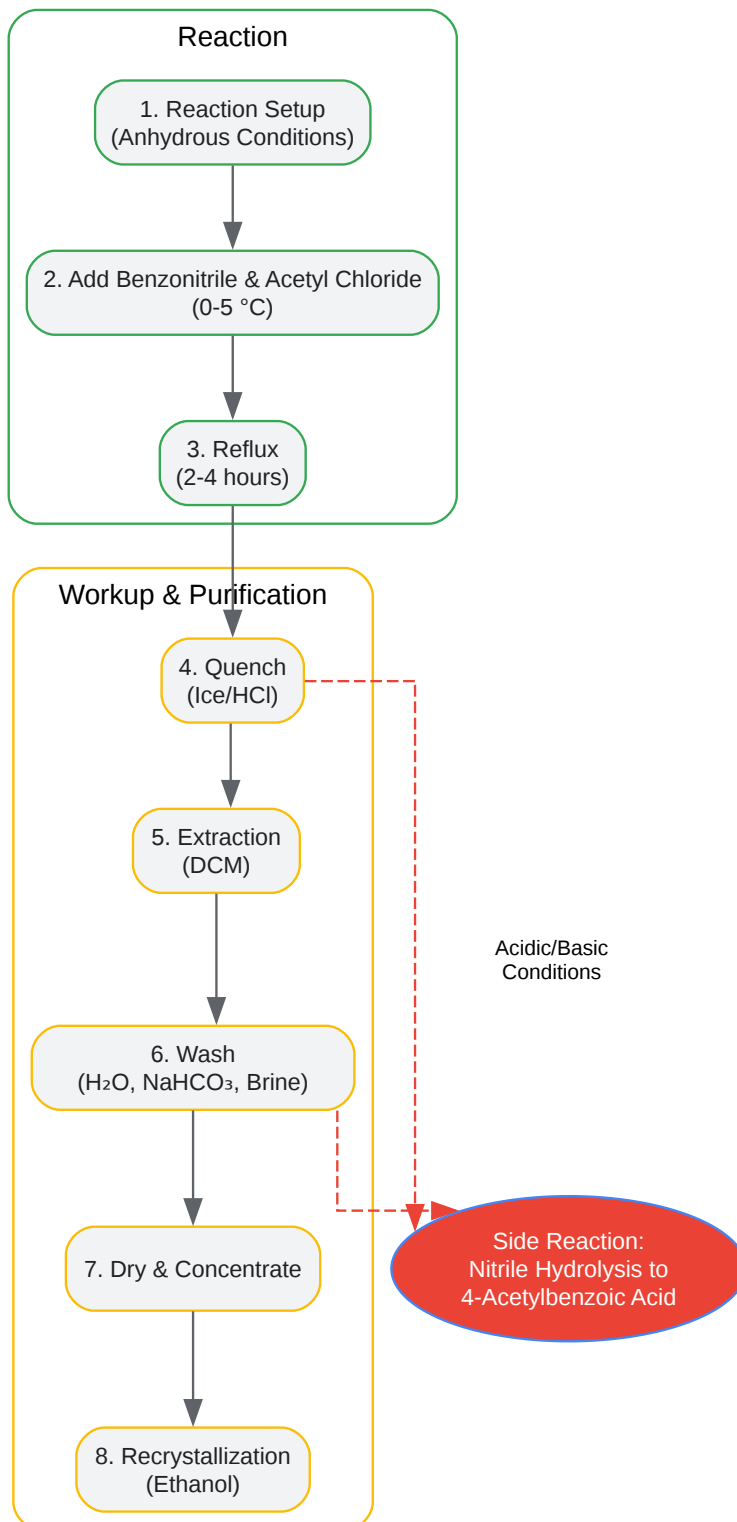 Reaction
1. Reaction Setup
(Anhydrous Conditions)
2. Add Benzonitrile & Acetyl Chloride
(0-5 °C)
3. Reflux
(2-4 hours)
Workup & Purification
4. Quench
(Ice/HCl)
5. Extraction
(DCM)
Acidic/Basic
Conditions
6. Wash
(H₂O, NaHCO₃, Brine)
7. Dry & Concentrate
Side Reaction:
Nitrile Hydrolysis to
4-Acetylbenzoic Acid
8. Recrystallization
(Ethanol)